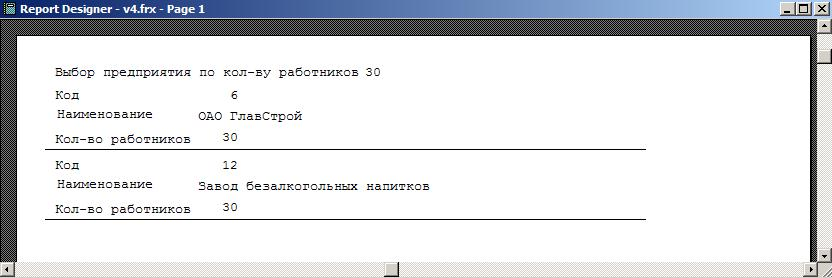 Report Designer - v4.frx - Page 1
Выбор предприятия по кол-ву работников 30
Код 6
Наименование ОАО ГлавСтрой
Кол-во работников 30
Код 12
Наименование Завод безалкогольных напитков
Кол-во работников 30